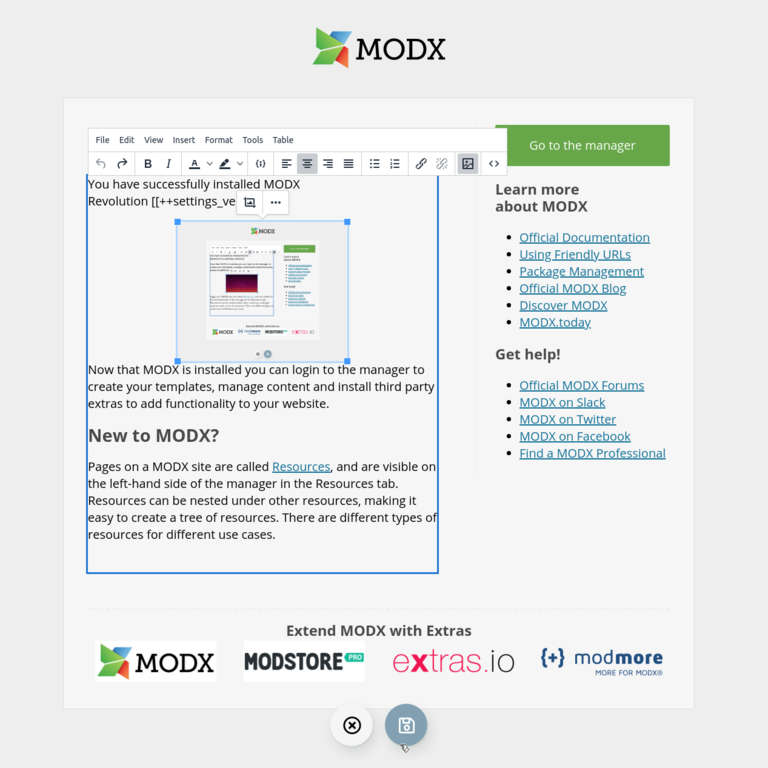 MODX
File Edit View Insert Format Tools Table
Go to the manager
You have successfully installed MODX
Revolution [[++settings_ve
MODX
Now that MODX is installed you can login to the manager to
create your templates, manage content and install third party
extras to add functionality to your website.
New to MODX?
Pages on a MODX site are called Resources, and are visible on
the left-hand side of the manager in the Resources tab.
Resources can be nested under other resources, making it
easy to create a tree of resources. There are different types of
resources for different use cases.
Learn more
about MODX
Official Documentation
Using Friendly URLs
Package Management
Official MODX Blog
Discover MODX
MODX.today
Get help!
Official MODX Forums
MODX on Slack
MODX on Twitter
MODX on Facebook
Find a MODX Professional
Extend MODX with Extras
MODX
MODSTORE PRO
extras.io
{+} modmore
MORE FOR MODX®